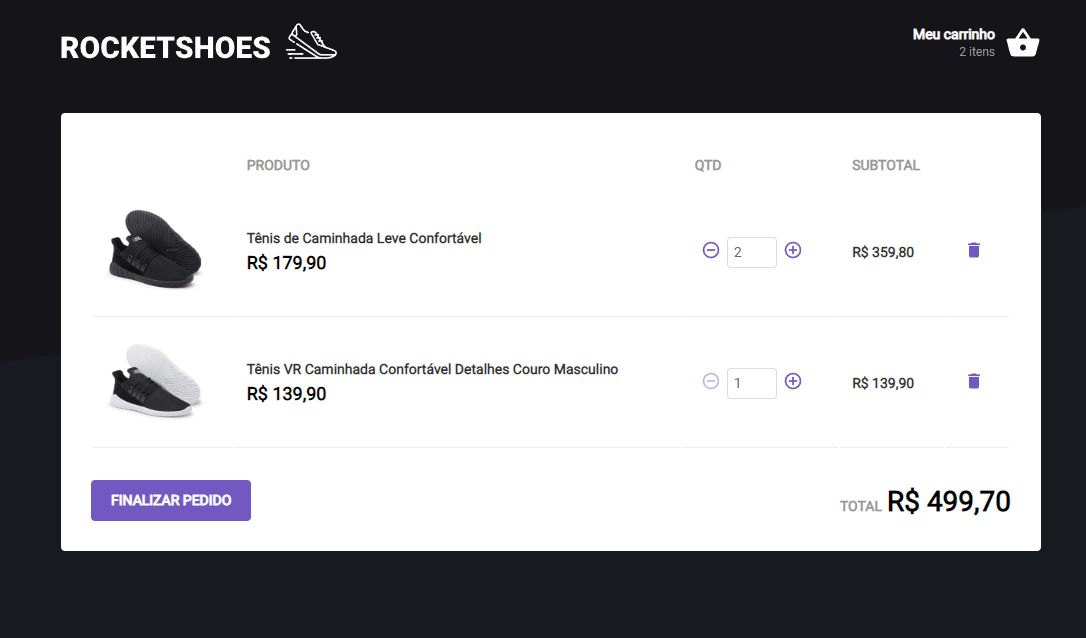 ROCKETSHOES
Meu carrinho
2 itens
PRODUTO QTD SUBTOTAL
Tênis de Caminhada Leve Confortável
R$ 179,90
2
R$ 359,80
Tênis VR Caminhada Confortável Detalhes Couro Masculino
R$ 139,90
1
R$ 139,90
FINALIZAR PEDIDO
TOTAL R$ 499,70